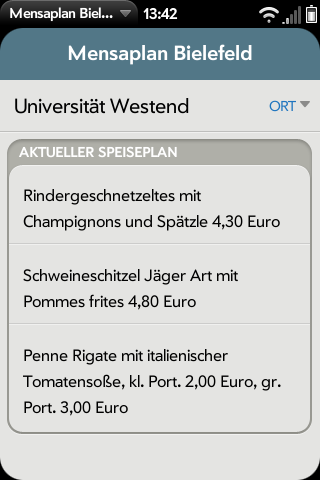 Mensaplan Biel...
13:42
Mensaplan Bielefeld
Universität Westend
ORT
AKTUELLER SPEISEPLAN
Rindergeschnetzeltes mit
Champignons und Spätzle 4,30 Euro
Schweineschitzel Jäger Art mit
Pommes frites 4,80 Euro
Penne Rigate mit italienischer
Tomatensoße, kl. Port. 2,00 Euro, gr.
Port. 3,00 Euro